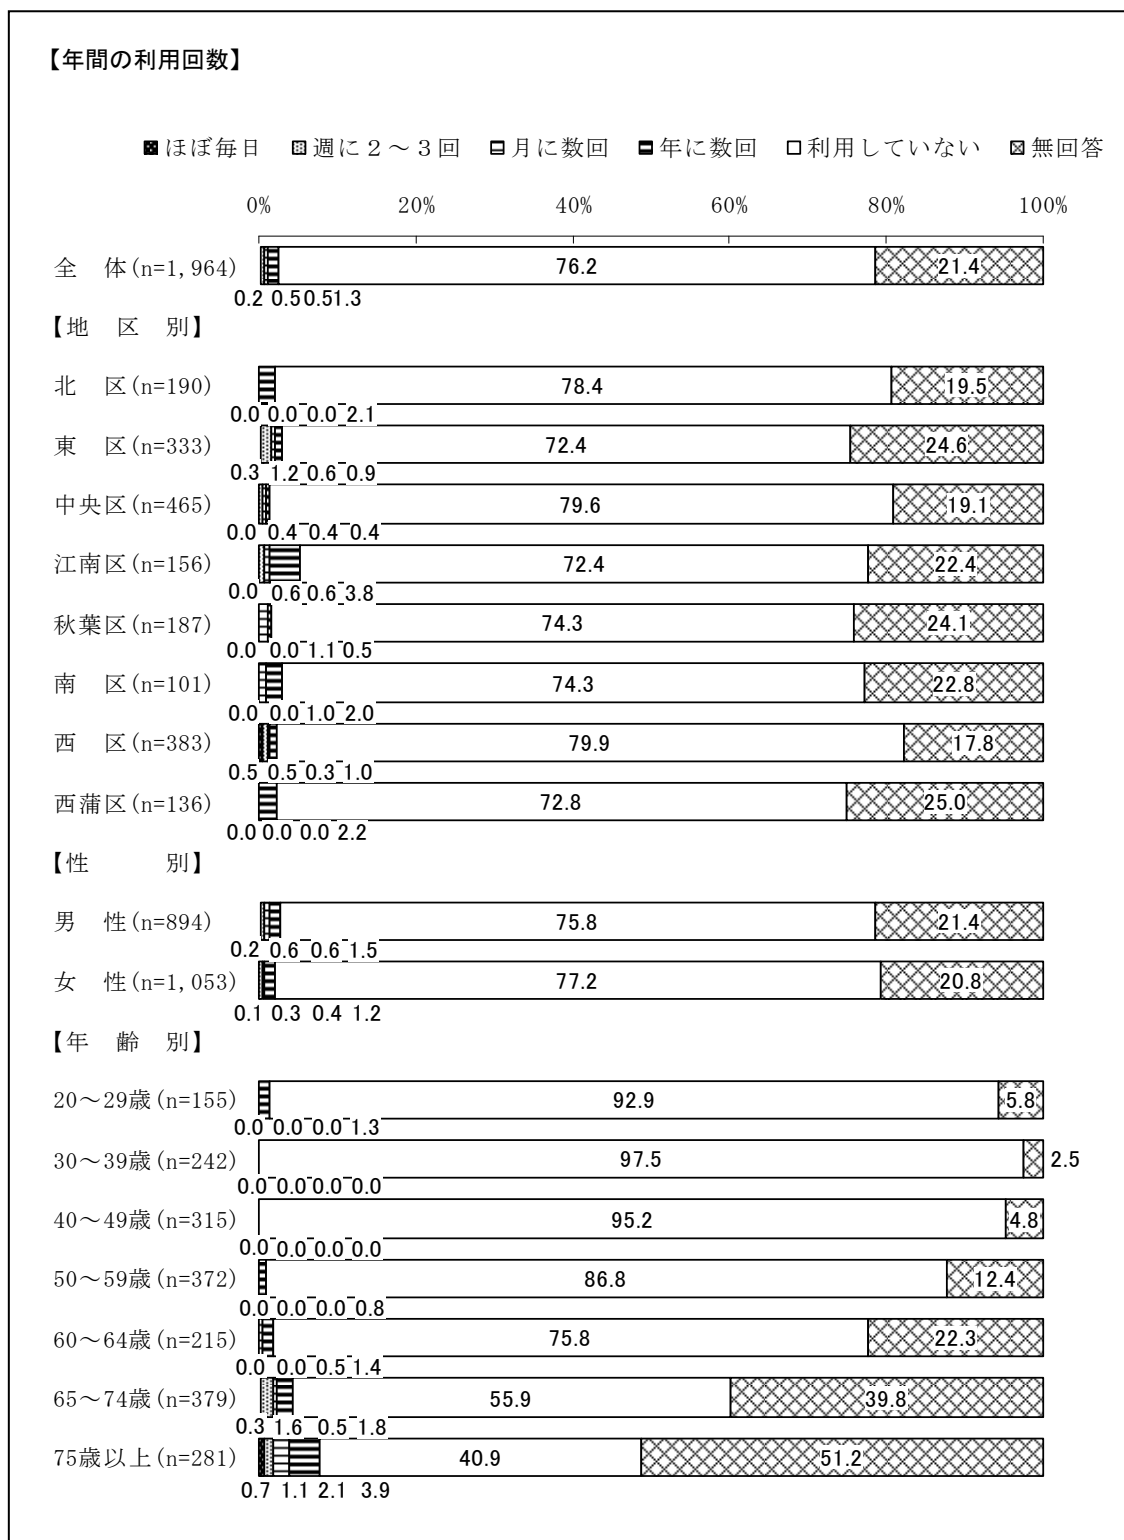 【年間の利用回数】
ほぼ毎日 週に２～３回 月に数回 年に数回 利用していない 無回答
0% 20% 40% 60% 80% 100%
全　体(n=1,964) 76.2 21.4
0.2 0.5 0.5 1.3
【地　区　別】
北　区(n=190) 78.4 19.5
0.0 0.0 0.0 2.1
東　区(n=333) 72.4 24.6
0.3 1.2 0.6 0.9
中央区(n=465) 79.6 19.1
0.0 0.4 0.4 0.4
江南区(n=156) 72.4 22.4
0.0 0.6 0.6 3.8
秋葉区(n=187) 74.3 24.1
0.0 0.0 1.1 0.5
南　区(n=101) 74.3 22.8
0.0 0.0 1.0 2.0
西　区(n=383) 79.9 17.8
0.5 0.5 0.3 1.0
西蒲区(n=136) 72.8 25.0
0.0 0.0 0.0 2.2
【性　　　別】
男　性(n=894) 75.8 21.4
0.2 0.6 0.6 1.5
女　性(n=1,053) 77.2 20.8
0.1 0.3 0.4 1.2
【年　齢　別】
20～29歳(n=155) 92.9 5.8
0.0 0.0 0.0 1.3
30～39歳(n=242) 97.5 2.5
0.0 0.0 0.0 0.0
40～49歳(n=315) 95.2 4.8
0.0 0.0 0.0 0.0
50～59歳(n=372) 86.8 12.4
0.0 0.0 0.0 0.8
60～64歳(n=215) 75.8 22.3
0.0 0.0 0.5 1.4
65～74歳(n=379) 55.9 39.8
0.3 1.6 0.5 1.8
75歳以上(n=281) 40.9 51.2
0.7 1.1 2.1 3.9